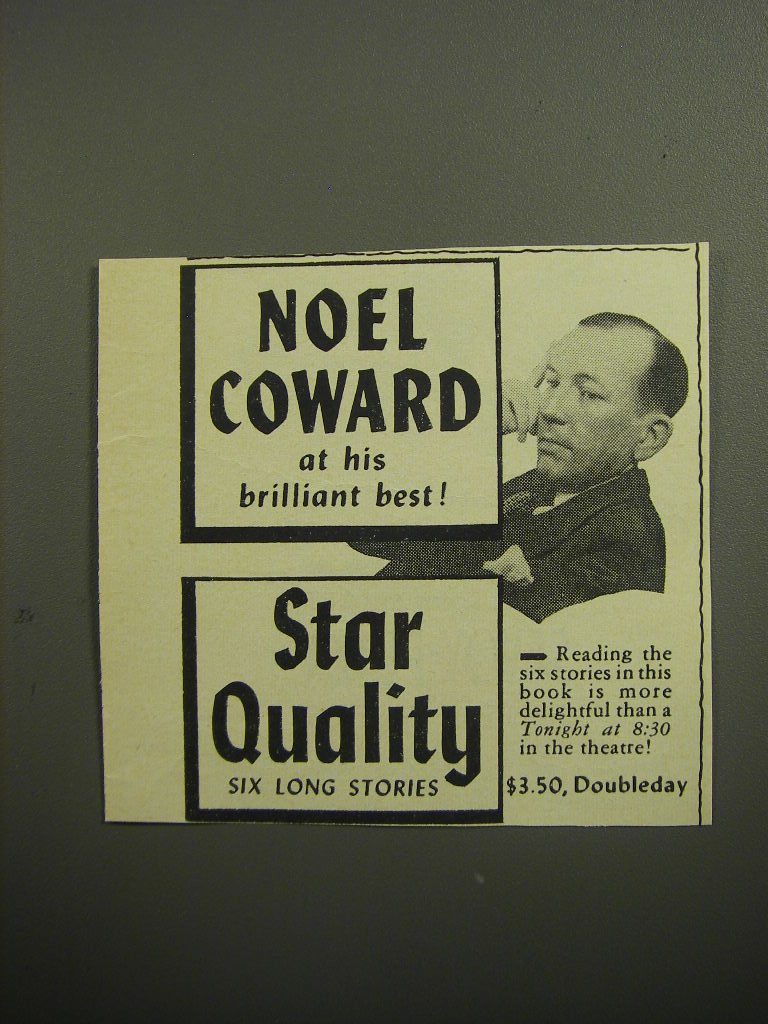 NOEL
COWARD
at his
brilliant best!
Star
Quality
SIX LONG STORIES
— Reading the
six stories in this
book is more
delightful than a
Tonight at 8:30
in the theatre!
$3.50, Doubleday